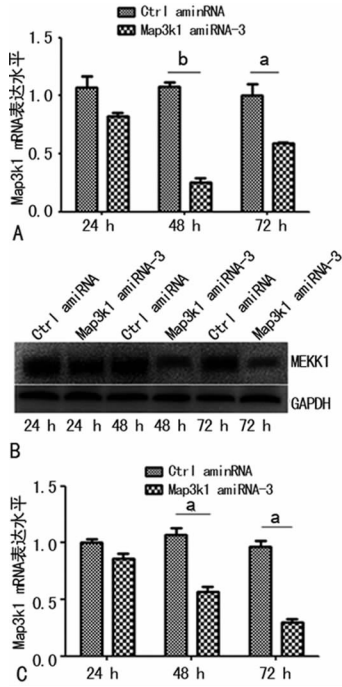 Ctrl aminRNA
Map3k1 amiRNA-3
Map3k1 mRNA表达水平
1.5
1.0
0.5
0.0
b
a
24 h 48 h 72 h
A
Ctrl amiRNA
Map3k1 amiRNA-3
Ctrl amiRNA
Map3k1 amiRNA-3
Ctrl amiRNA
Map3k1 amiRNA-3
MEKK1
GAPDH
24 h 24 h 48 h 48 h 72 h 72 h
B
Ctrl aminRNA
Map3k1 amiRNA-3
Map3k1 mRNA表达水平
1.5
1.0
0.5
0.0
a
a
24 h 48 h 72 h
C